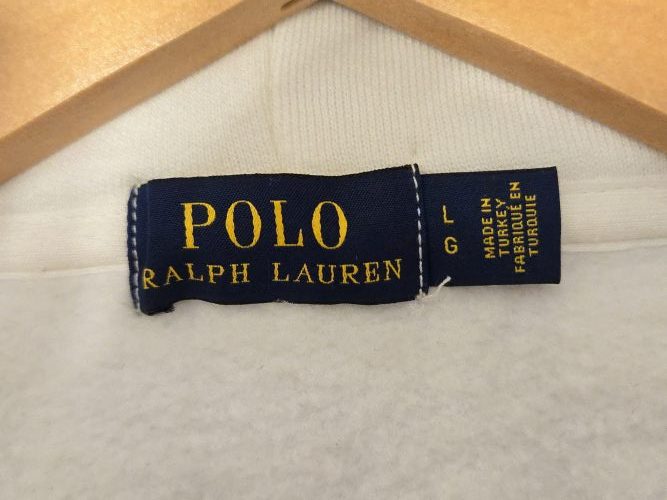 POLO
RALPH LAUREN
L
G
MADE IN
TURKEY
FABRIQUÉ EN
TURQUIE